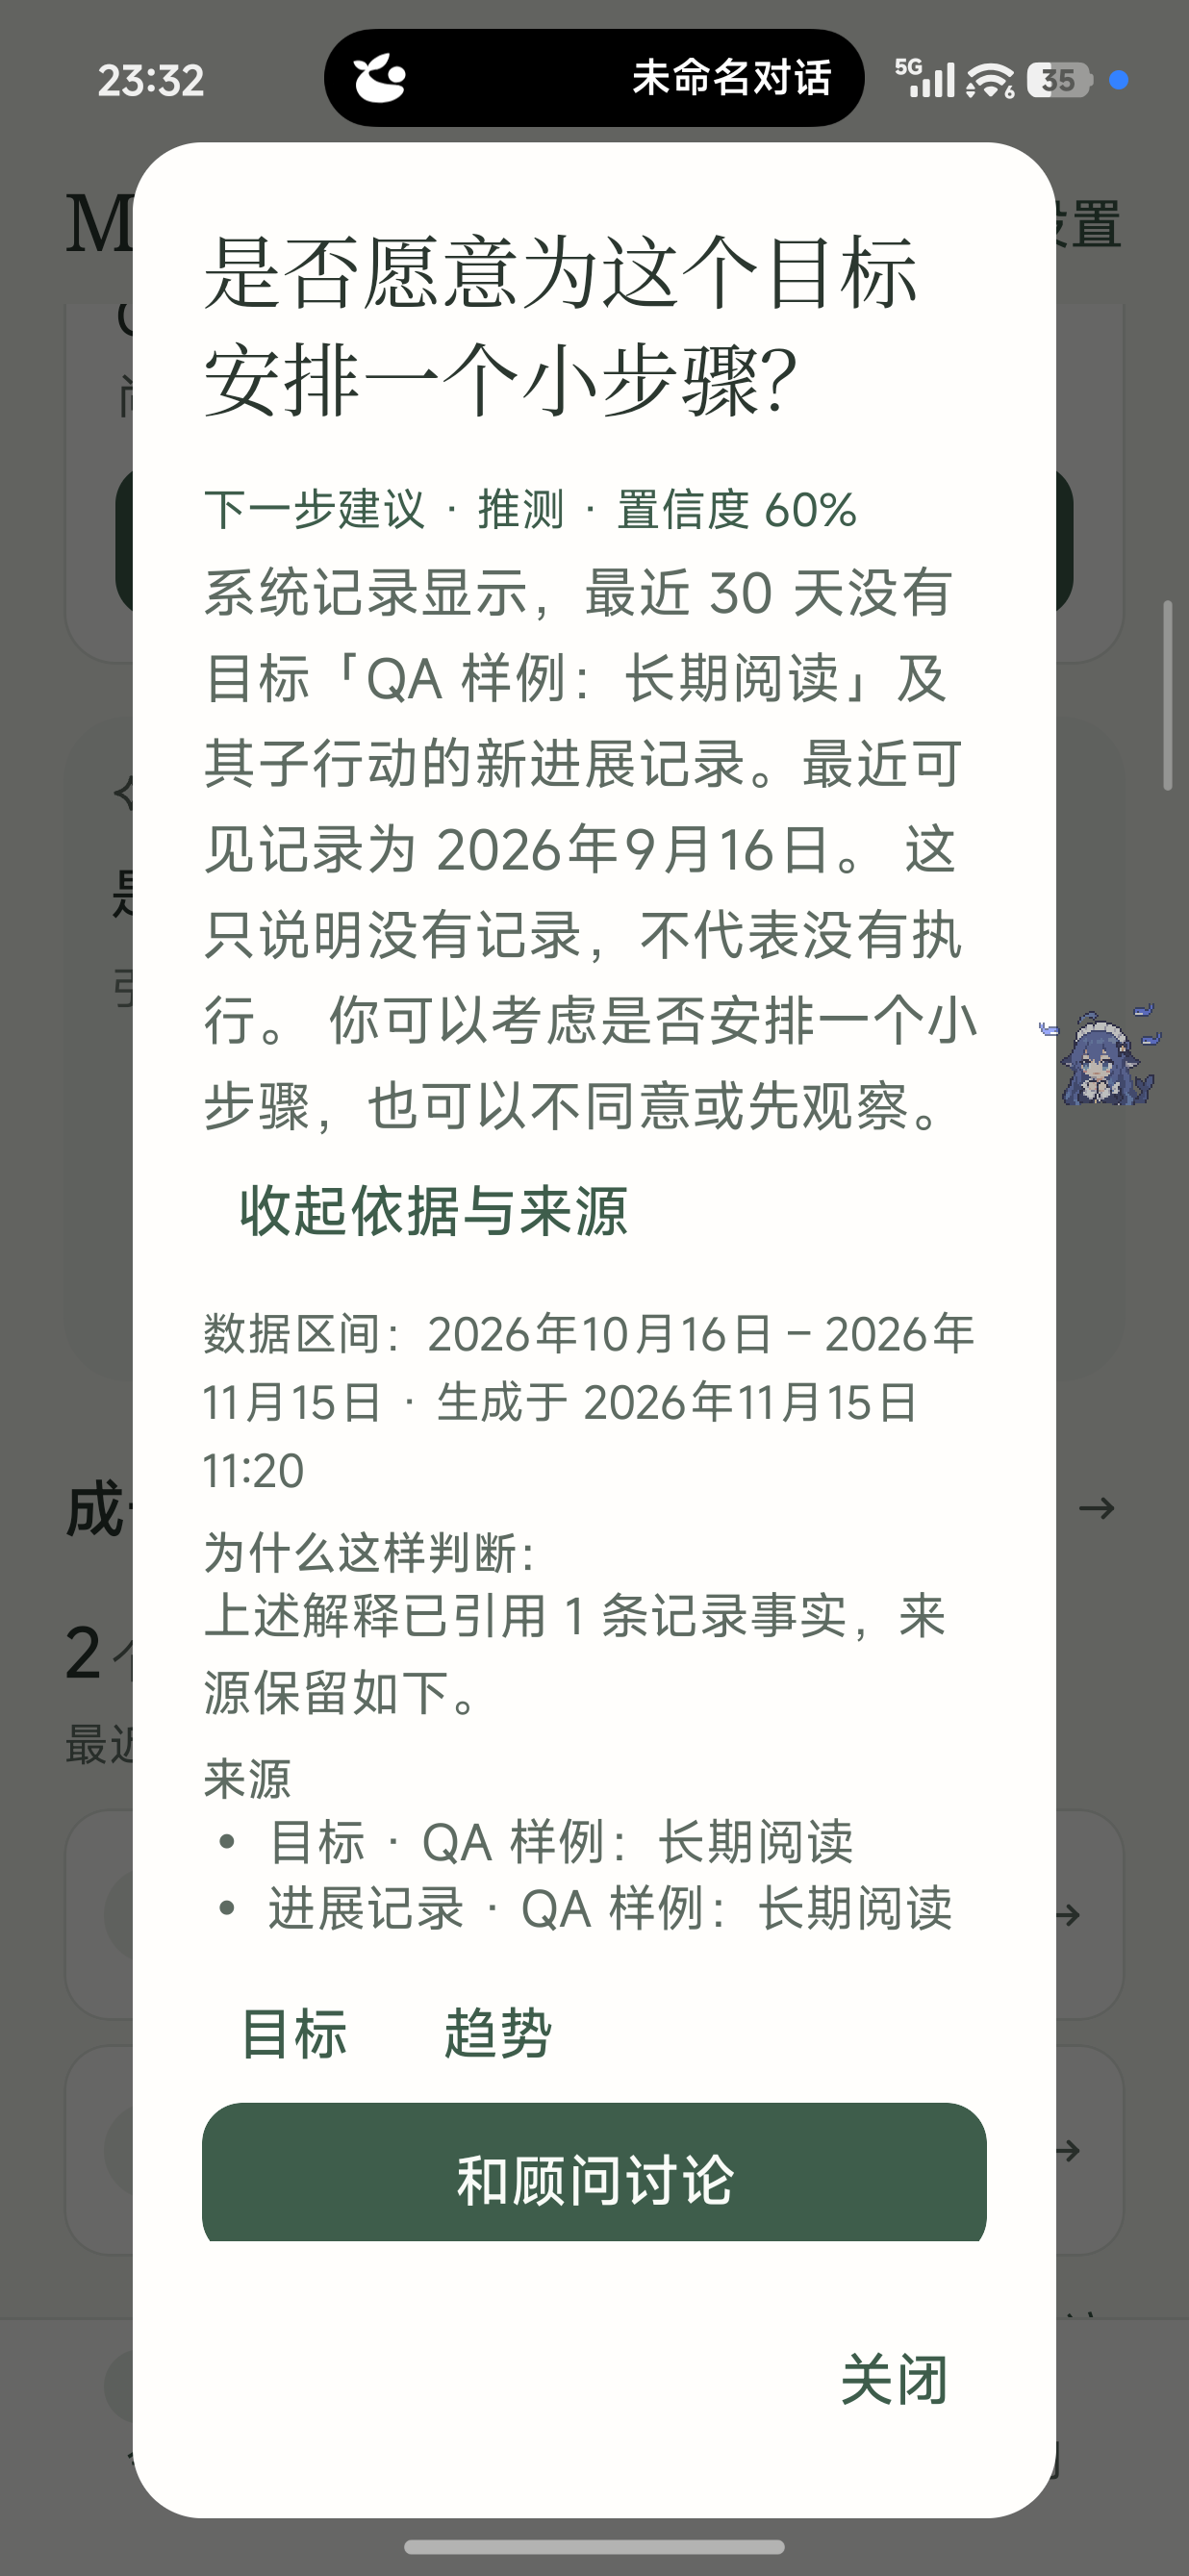 23:32
未命名对话
5G
6
35
M
设置
是否愿意为这个目标
安排一个小步骤?
下一步建议 · 推测 · 置信度 60%
系统记录显示，最近 30 天没有
目标「QA 样例：长期阅读」及
其子行动的新进展记录。最近可
见记录为 2026年9月16日。 这
只说明没有记录，不代表没有执
行。 你可以考虑是否安排一个小
步骤，也可以不同意或先观察。
收起依据与来源
数据区间：2026年10月16日 – 2026年
11月15日 · 生成于 2026年11月15日
11:20
为什么这样判断：
上述解释已引用 1 条记录事实，来
源保留如下。
来源
• 目标 · QA 样例：长期阅读
• 进展记录 · QA 样例：长期阅读
目标 趋势
和顾问讨论
关闭
成
→
2 个
最近
→
→